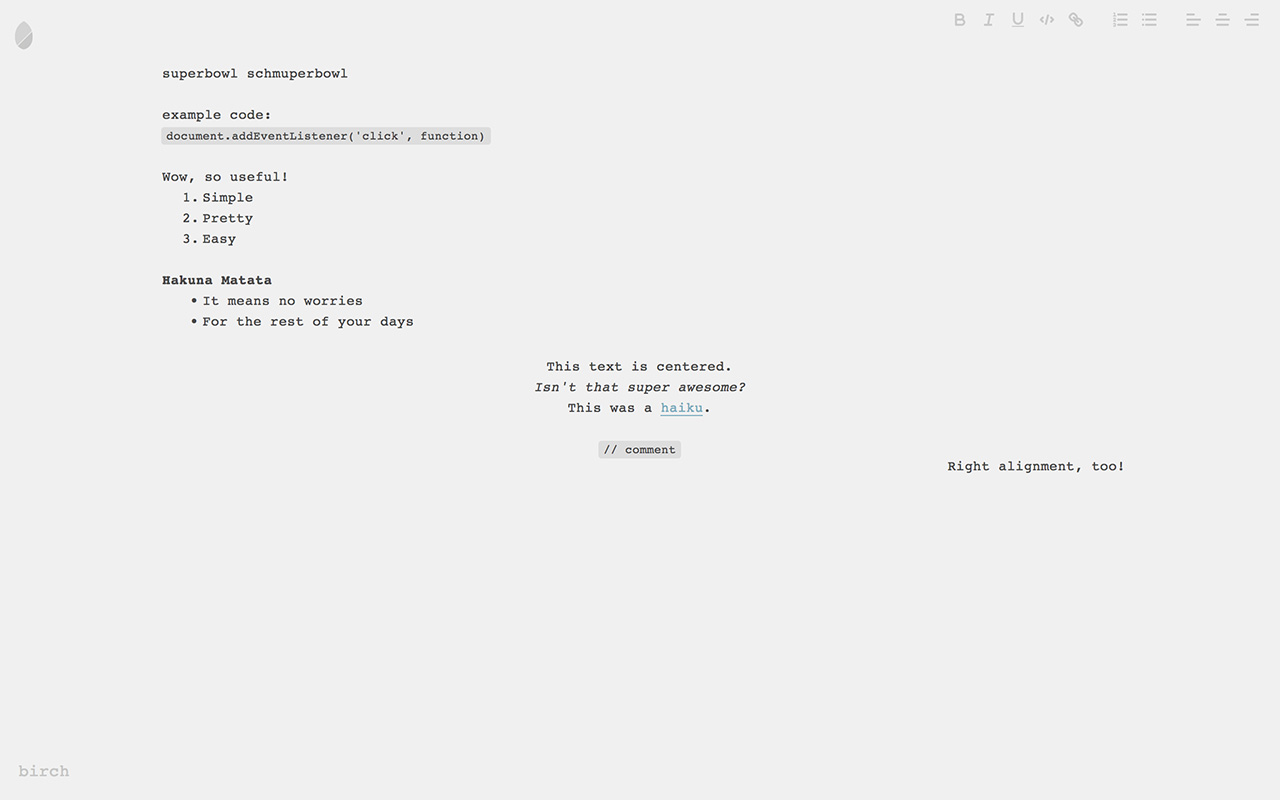 superbowl schmuperbowl
example code:
document.addEventListener('click', function)
Wow, so useful!
1. Simple
2. Pretty
3. Easy
Hakuna Matata
• It means no worries
• For the rest of your days
This text is centered.
Isn't that super awesome?
This was a haiku.
// comment
Right alignment, too!
birch